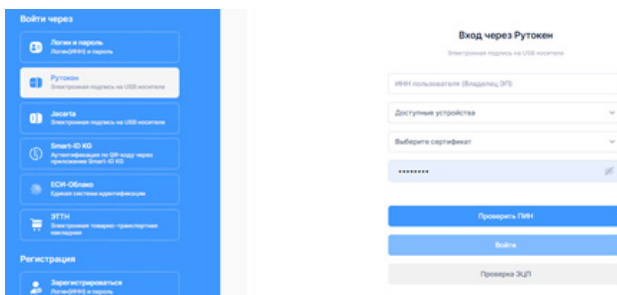 Войти через
Логин и пароль
Логин(ИНН) и пароль
Рутокен
Электронная подпись на USB носителе
Jacarta
Электронная подпись на USB носителе
Smart-ID KG
Аутентификация по QR-коду через
приложение Smart-ID KG
ЕСИ-Облако
Единая система идентификации
ЭТТН
Электронная товарно-транспортная
накладная
Регистрация
Зарегистрироваться
Логин(ИНН) и пароль
Вход через Рутокен
Электронная подпись на USB носителе
ИНН пользователя (Владелец ЭП)
Доступные устройства
Выберите сертификат
••••••••
Проверить ПИН
Войти
Проверка ЭЦП